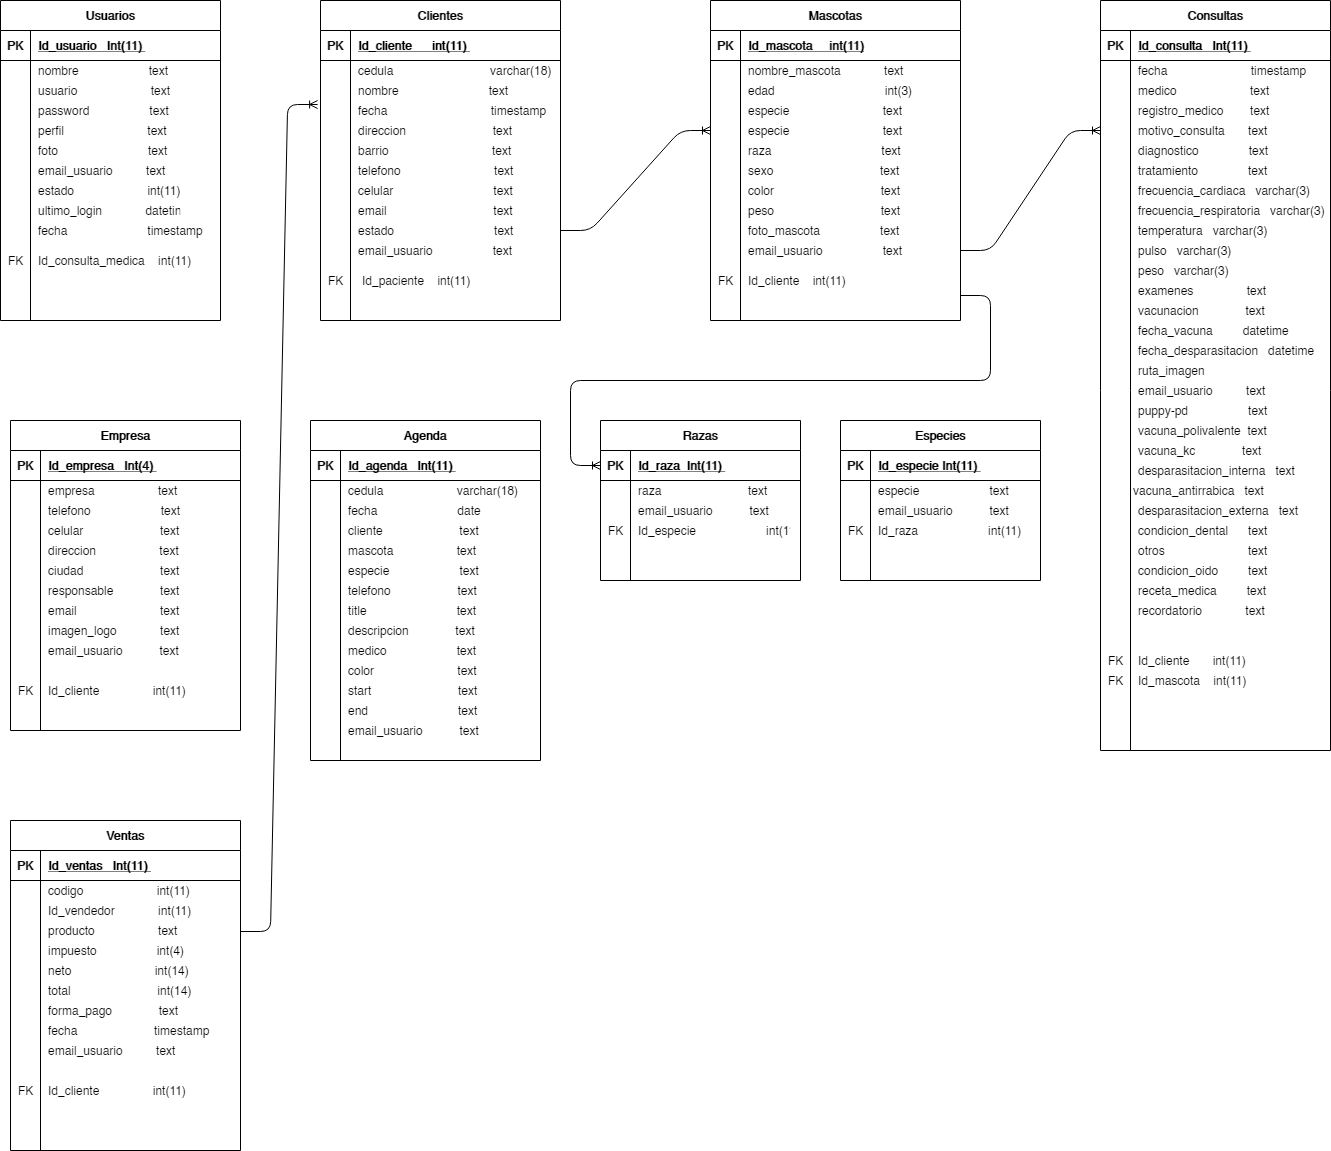 Usuarios
PK Id_usuario Int(11)
nombre text
usuario text
password text
perfil text
foto text
email_usuario text
estado int(11)
ultimo_login datetin
fecha timestamp
FK Id_consulta_medica int(11)
Clientes
PK Id_cliente int(11)
cedula varchar(18)
nombre text
fecha timestamp
direccion text
barrio text
telefono text
celular text
email text
estado text
email_usuario text
FK Id_paciente int(11)
Mascotas
PK Id_mascota int(11)
nombre_mascota text
edad int(3)
especie text
especie text
raza text
sexo text
color text
peso text
foto_mascota text
email_usuario text
FK Id_cliente int(11)
Consultas
PK Id_consulta Int(11)
fecha timestamp
medico text
registro_medico text
motivo_consulta text
diagnostico text
tratamiento text
frecuencia_cardiaca varchar(3)
frecuencia_respiratoria varchar(3)
temperatura varchar(3)
pulso varchar(3)
peso varchar(3)
examenes text
vacunacion text
fecha_vacuna datetime
fecha_desparasitacion datetime
ruta_imagen
email_usuario text
puppy-pd text
vacuna_polivalente text
vacuna_kc text
desparasitacion_interna text
vacuna_antirrabica text
desparasitacion_externa text
condicion_dental text
otros text
condicion_oido text
receta_medica text
recordatorio text
FK Id_cliente int(11)
FK Id_mascota int(11)
Empresa
PK Id_empresa Int(4)
empresa text
telefono text
celular text
direccion text
ciudad text
responsable text
email text
imagen_logo text
email_usuario text
FK Id_cliente int(11)
Agenda
PK Id_agenda Int(11)
cedula varchar(18)
fecha date
cliente text
mascota text
especie text
telefono text
title text
descripcion text
medico text
color text
start text
end text
email_usuario text
Razas
PK Id_raza Int(11)
raza text
email_usuario text
FK Id_especie int(1
Especies
PK Id_especie Int(11)
especie text
email_usuario text
FK Id_raza int(11)
Ventas
PK Id_ventas Int(11)
codigo int(11)
Id_vendedor int(11)
producto text
impuesto int(4)
neto int(14)
total int(14)
forma_pago text
fecha timestamp
email_usuario text
FK Id_cliente int(11)